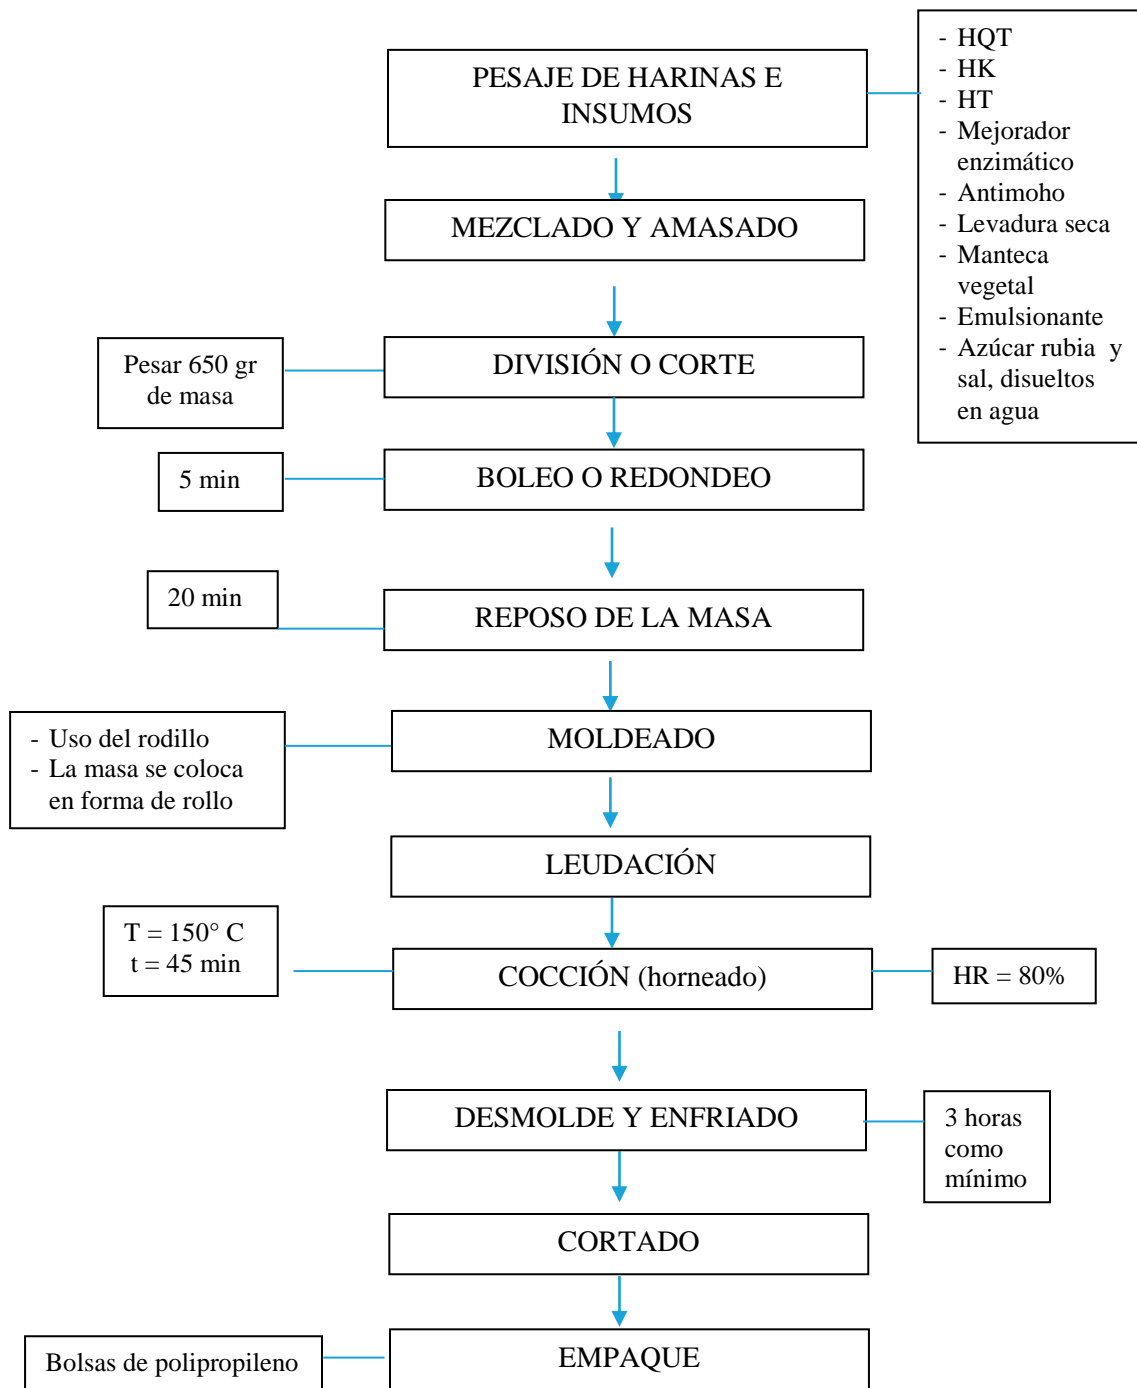 PESAJE DE HARINAS E
INSUMOS
- HQT
- HK
- HT
- Mejorador
enzimático
- Antimoho
- Levadura seca
- Manteca
vegetal
- Emulsionante
- Azúcar rubia y
sal, disueltos
en agua
MEZCLADO Y AMASADO
Pesar 650 gr
de masa
DIVISIÓN O CORTE
5 min
BOLEO O REDONDEO
20 min
REPOSO DE LA MASA
- Uso del rodillo
- La masa se coloca
en forma de rollo
MOLDEADO
LEUDACIÓN
T = 150° C
t = 45 min
COCCIÓN (horneado)
HR = 80%
DESMOLDE Y ENFRIADO
3 horas
como
mínimo
CORTADO
Bolsas de polipropileno
EMPAQUE